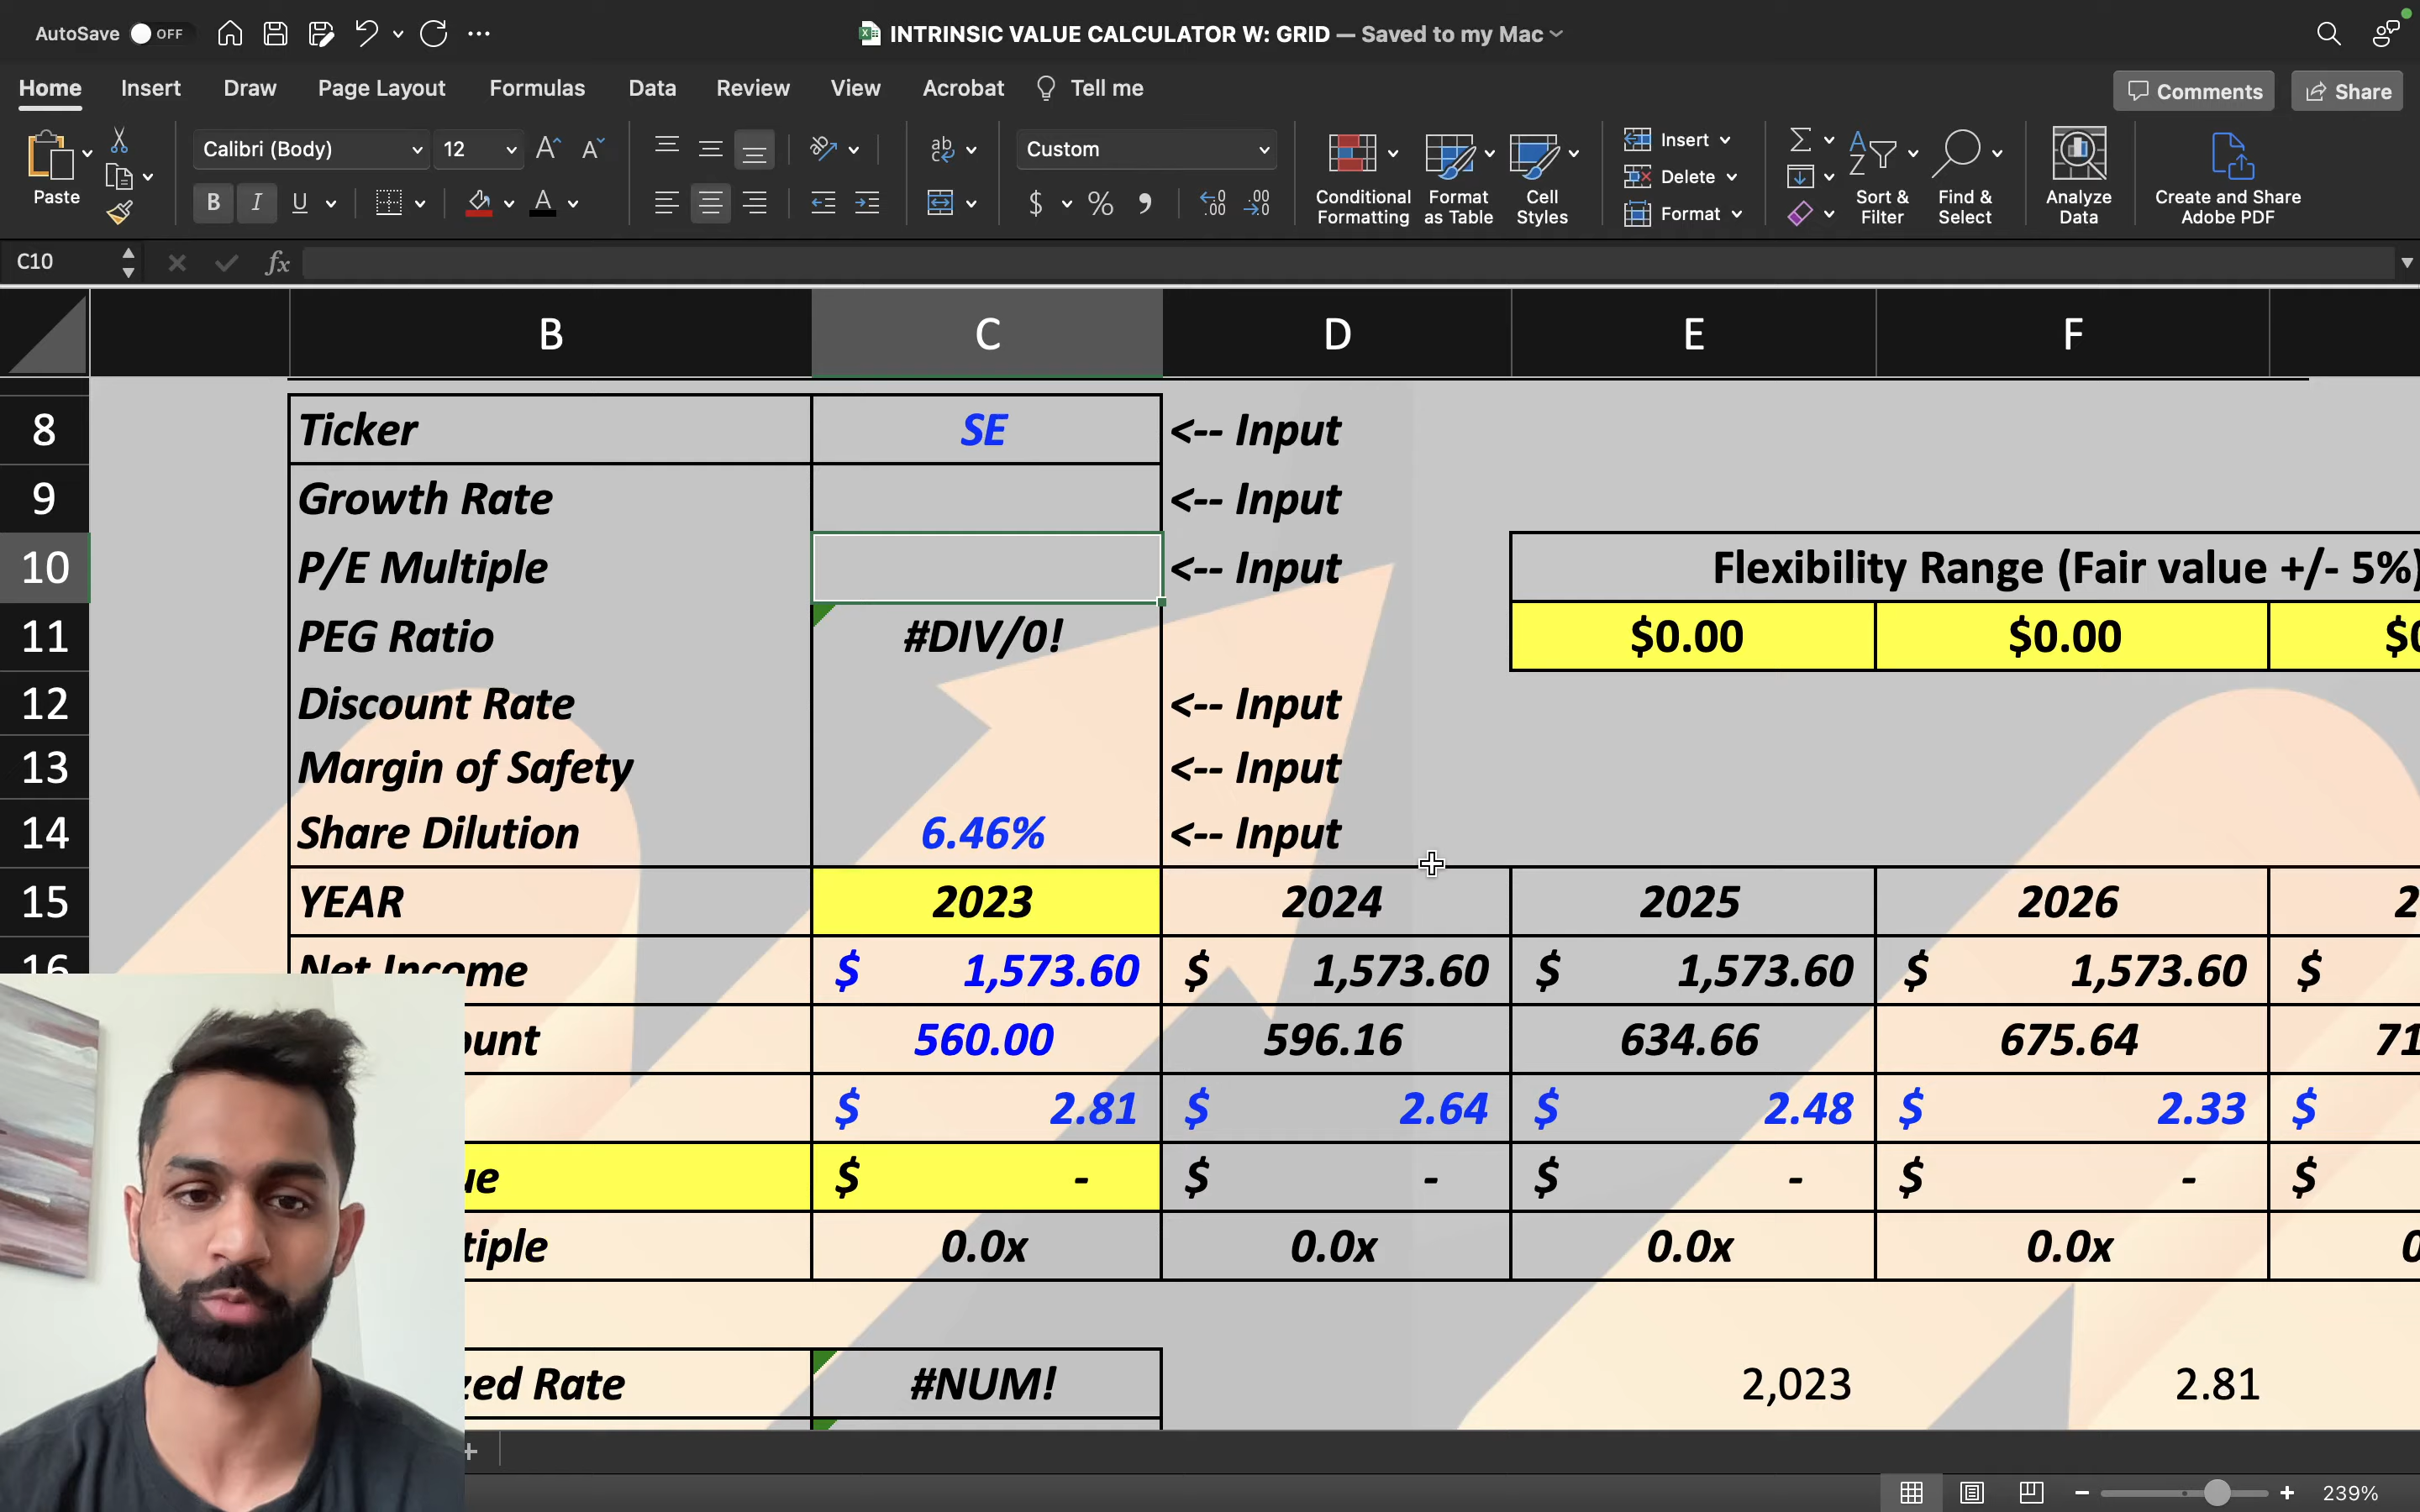 AutoSave OFF
INTRINSIC VALUE CALCULATOR W: GRID — Saved to my Mac
Home Insert Draw Page Layout Formulas Data Review View Acrobat Tell me
Comments Share
Paste
Calibri (Body) 12
B I U A
Custom
$ % ,
Conditional Formatting
Format as Table
Cell Styles
Insert
Delete
Format
Sort & Filter
Find & Select
Analyze Data
Create and Share Adobe PDF
C10 fx
B C D E F
8 Ticker SE <-- Input
9 Growth Rate <-- Input
10 P/E Multiple <-- Input Flexibility Range (Fair value +/- 5%)
11 PEG Ratio #DIV/0! $0.00 $0.00
12 Discount Rate <-- Input
13 Margin of Safety <-- Input
14 Share Dilution 6.46% <-- Input
15 YEAR 2023 2024 2025 2026 2
16 Net Income $ 1,573.60 $ 1,573.60 $ 1,573.60 $ 1,573.60 $
ount 560.00 596.16 634.66 675.64 71
$ 2.81 $ 2.64 $ 2.48 $ 2.33 $
ue $ - $ - $ - $ - $
tiple 0.0x 0.0x 0.0x 0.0x 0
zed Rate #NUM! 2,023 2.81
239%